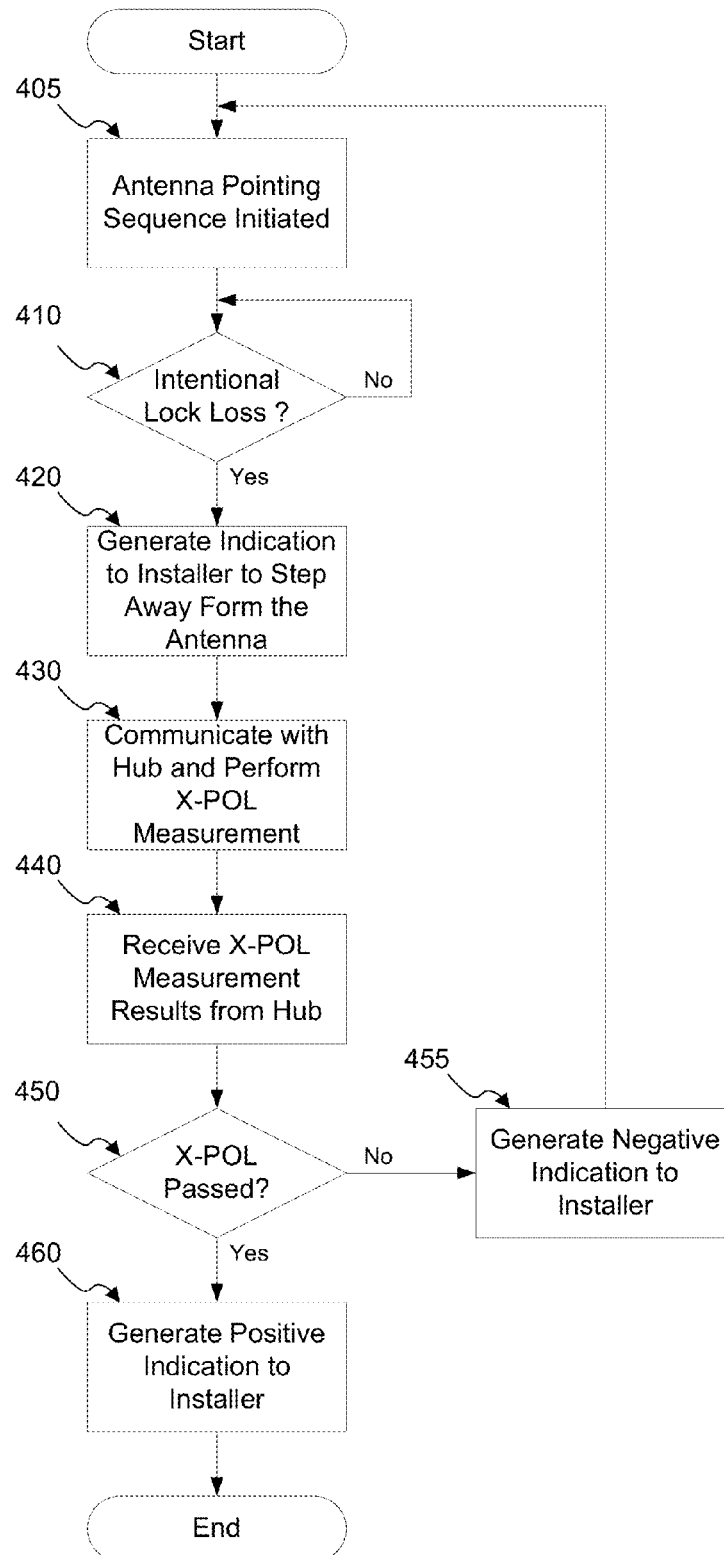 Start
405
Antenna Pointing
Sequence Initiated
410
Intentional
Lock Loss ?
No
Yes
420
Generate Indication
to Installer to Step
Away Form the
Antenna
430
Communicate with
Hub and Perform
X-POL
Measurement
440
Receive X-POL
Measurement
Results from Hub
450
X-POL
Passed?
No
455
Generate Negative
Indication to
Installer
Yes
460
Generate Positive
Indication to
Installer
End